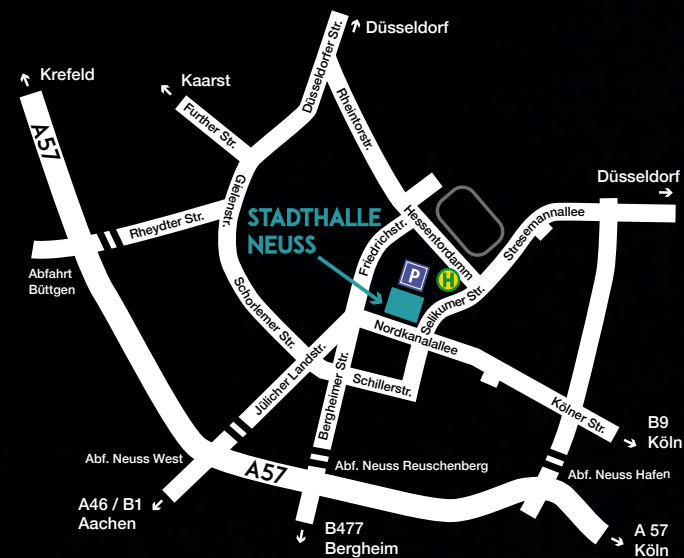 Düsseldorf
Krefeld
Kaarst
Düsseldorfer Str.
Further Str.
Rheintorstr.
A57
Düsseldorf
Gielenstr.
Rheydter Str.
STADTHALLE
NEUSS
Hessentordamm
Stresemannallee
Friedrichstr.
Abfahrt
Büttgen
P
H
Selikumer Str.
Schorlemer Str.
Nordkanalallee
Jülicher Landstr.
Bergheimer Str.
Schillerstr.
Kölner Str.
B9
Köln
Abf. Neuss West
A57
Abf. Neuss Reuschenberg
Abf. Neuss Hafen
A46 / B1
Aachen
B477
Bergheim
A 57
Köln